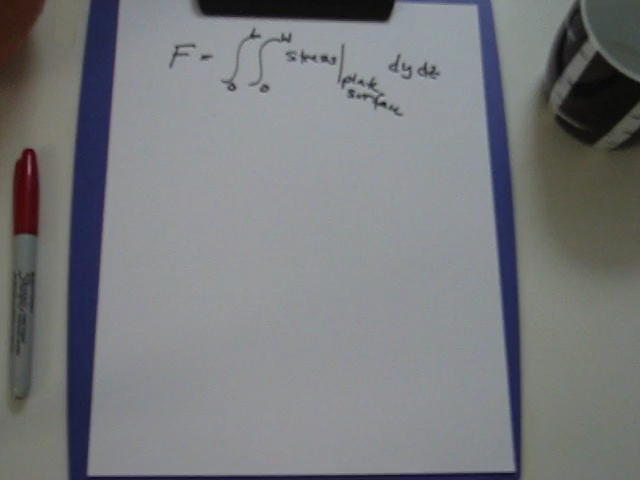 F = ∫₀ᴸ ∫₀ᵂ stress|plate surface dy dz